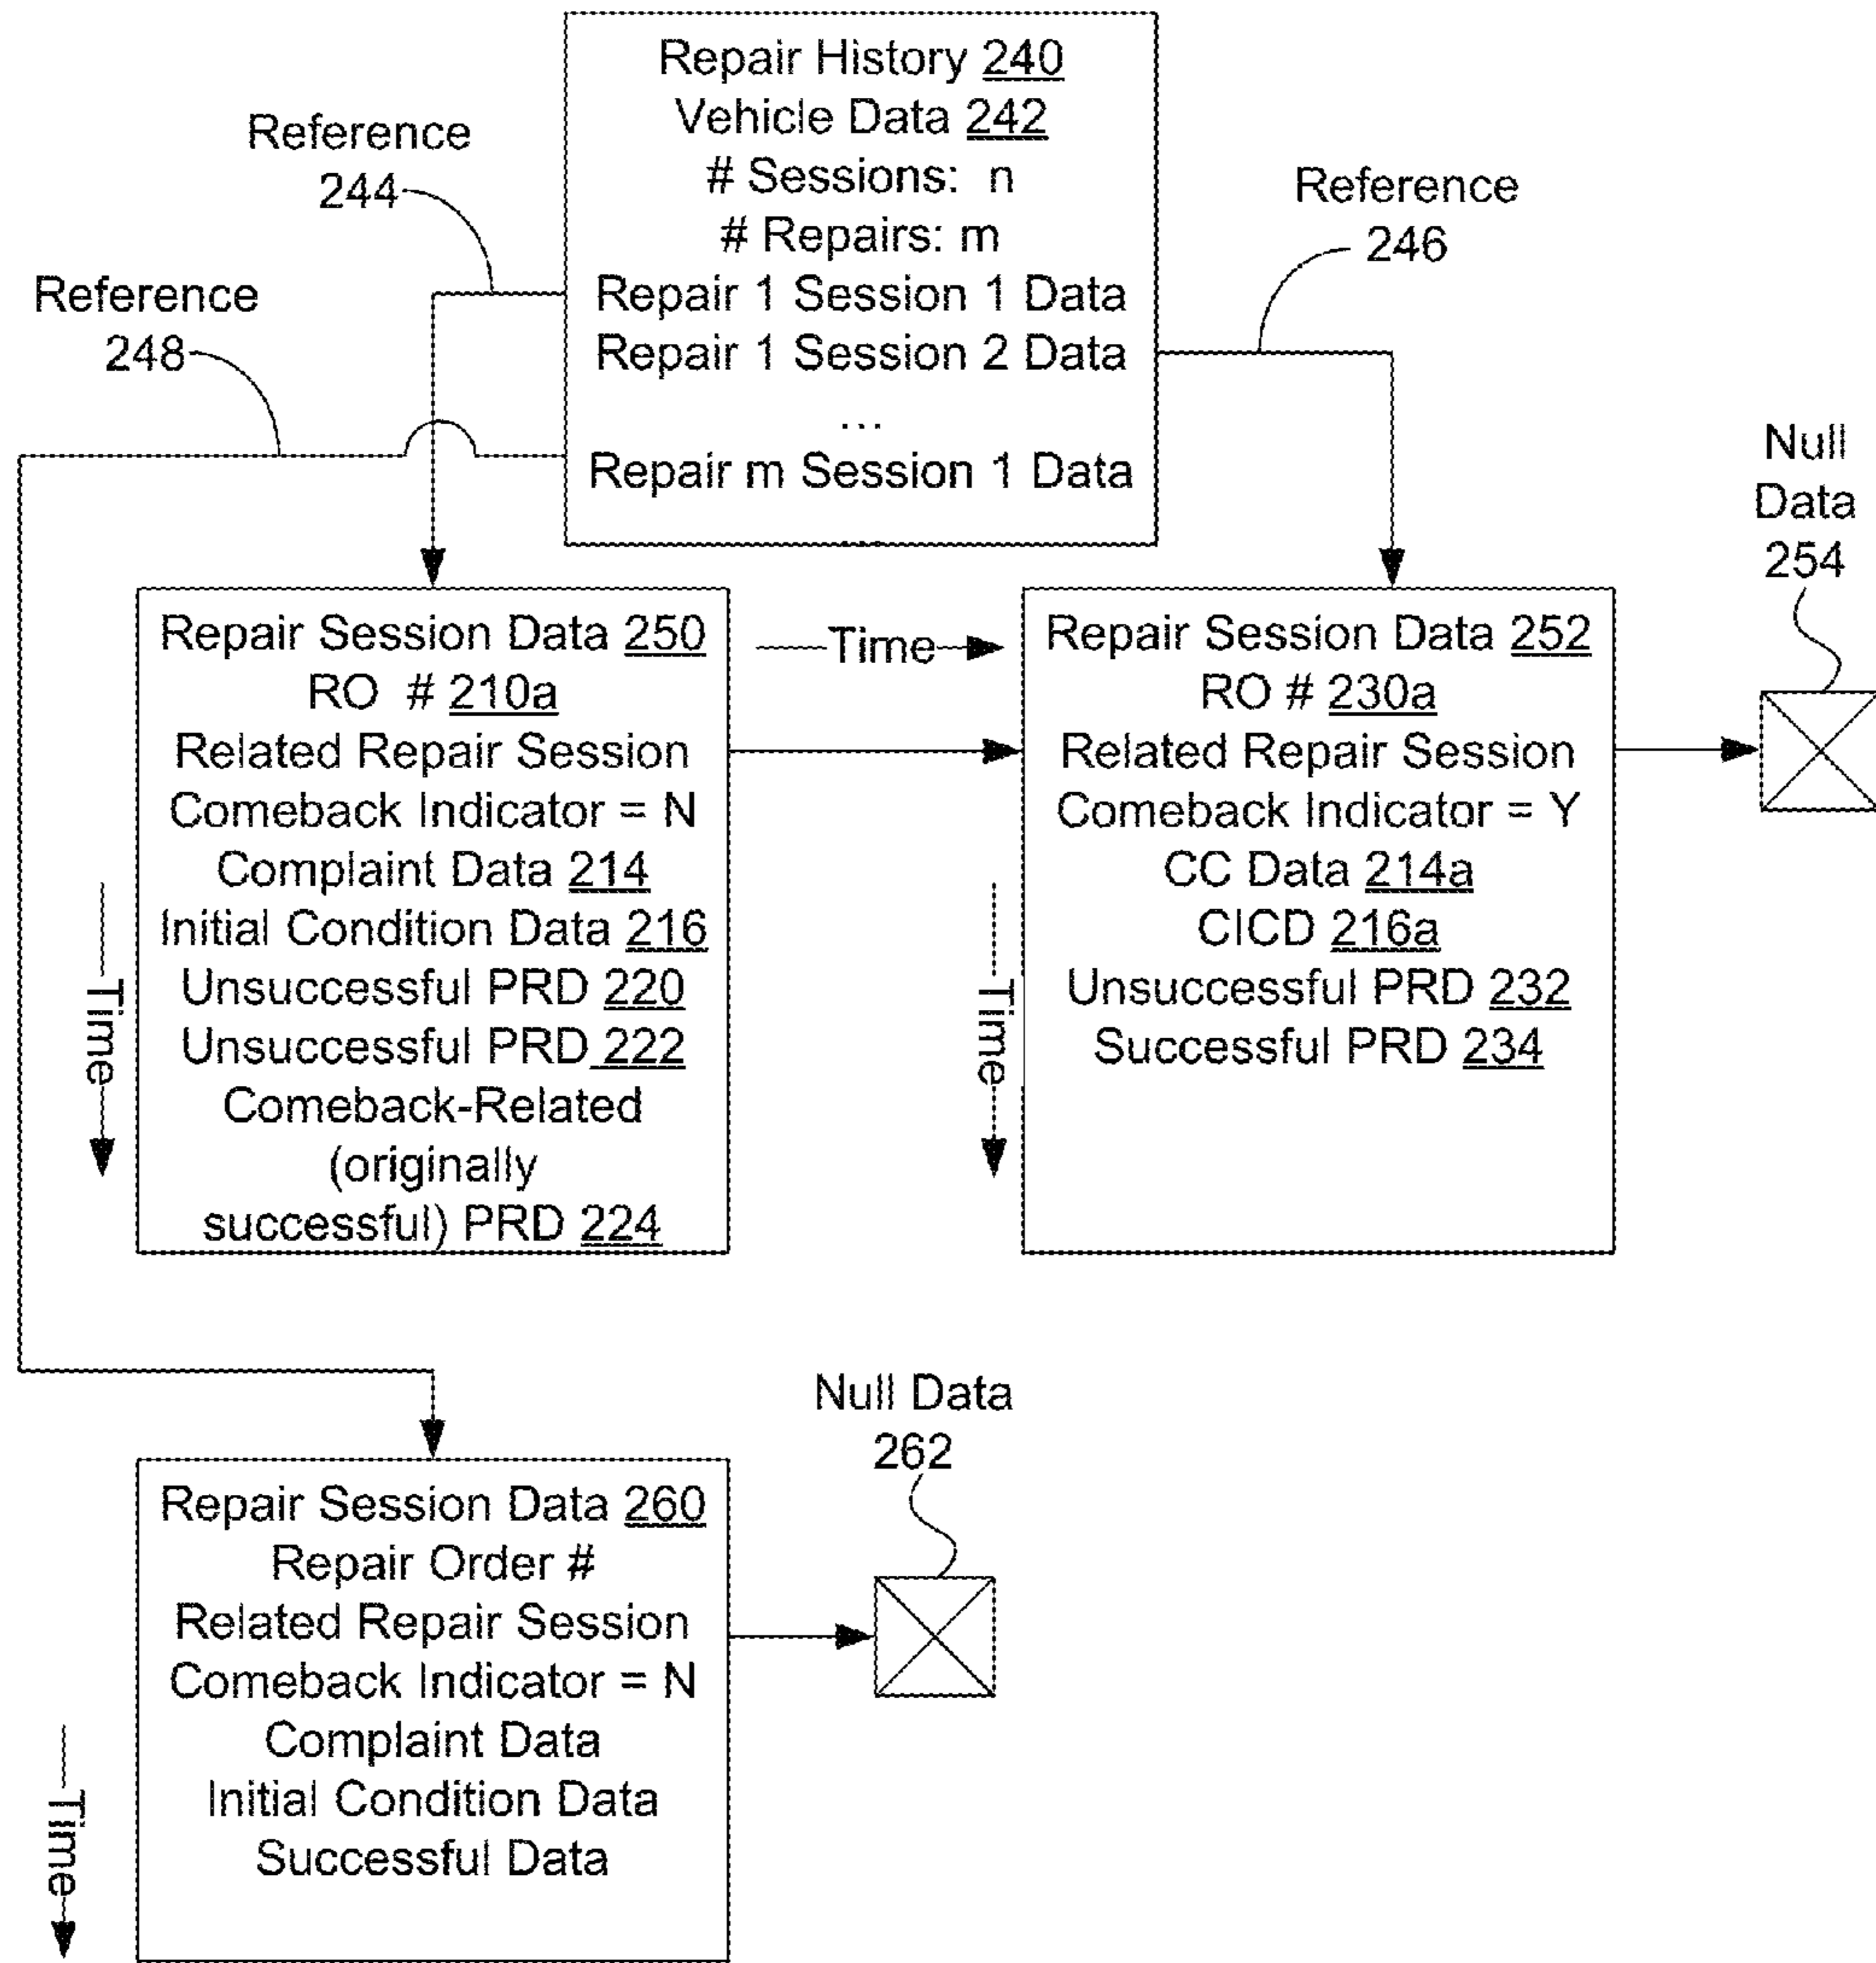 Repair History 240
Vehicle Data 242
# Sessions: n
# Repairs: m
Repair 1 Session 1 Data
Repair 1 Session 2 Data
...
Repair m Session 1 Data
...
Reference
244
Reference
246
Reference
248
Null
Data
254
Repair Session Data 250
RO # 210a
Related Repair Session
Comeback Indicator = N
Complaint Data 214
Initial Condition Data 216
Unsuccessful PRD 220
Unsuccessful PRD 222
Comeback-Related
(originally
successful) PRD 224
Time
Time
Repair Session Data 252
RO # 230a
Related Repair Session
Comeback Indicator = Y
CC Data 214a
CICD 216a
Unsuccessful PRD 232
Successful PRD 234
Time
Null Data
262
Repair Session Data 260
Repair Order #
Related Repair Session
Comeback Indicator = N
Complaint Data
Initial Condition Data
Successful Data
Time